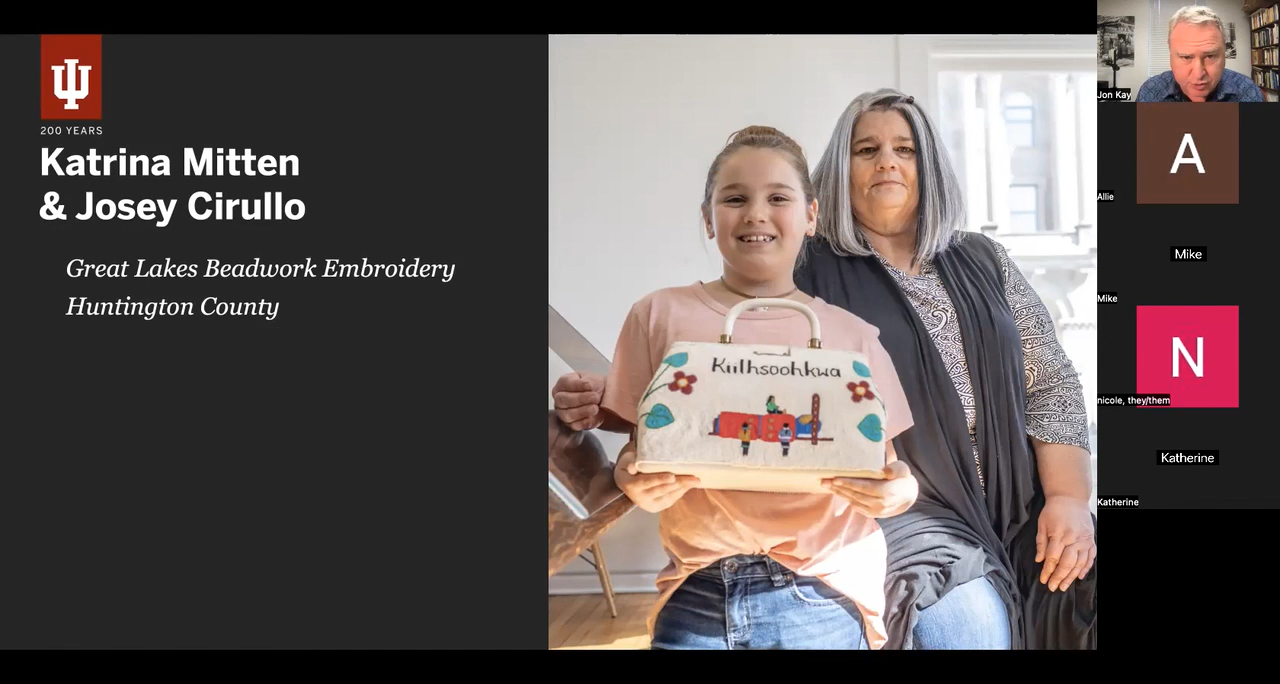 200 YEARS
Katrina Mitten
& Josey Cirullo
Great Lakes Beadwork Embroidery
Huntington County
Kiilhsoohkwa
Jon Kay
A
Allie
Mike
Mike
N
nicole, they/them
Katherine
Katherine